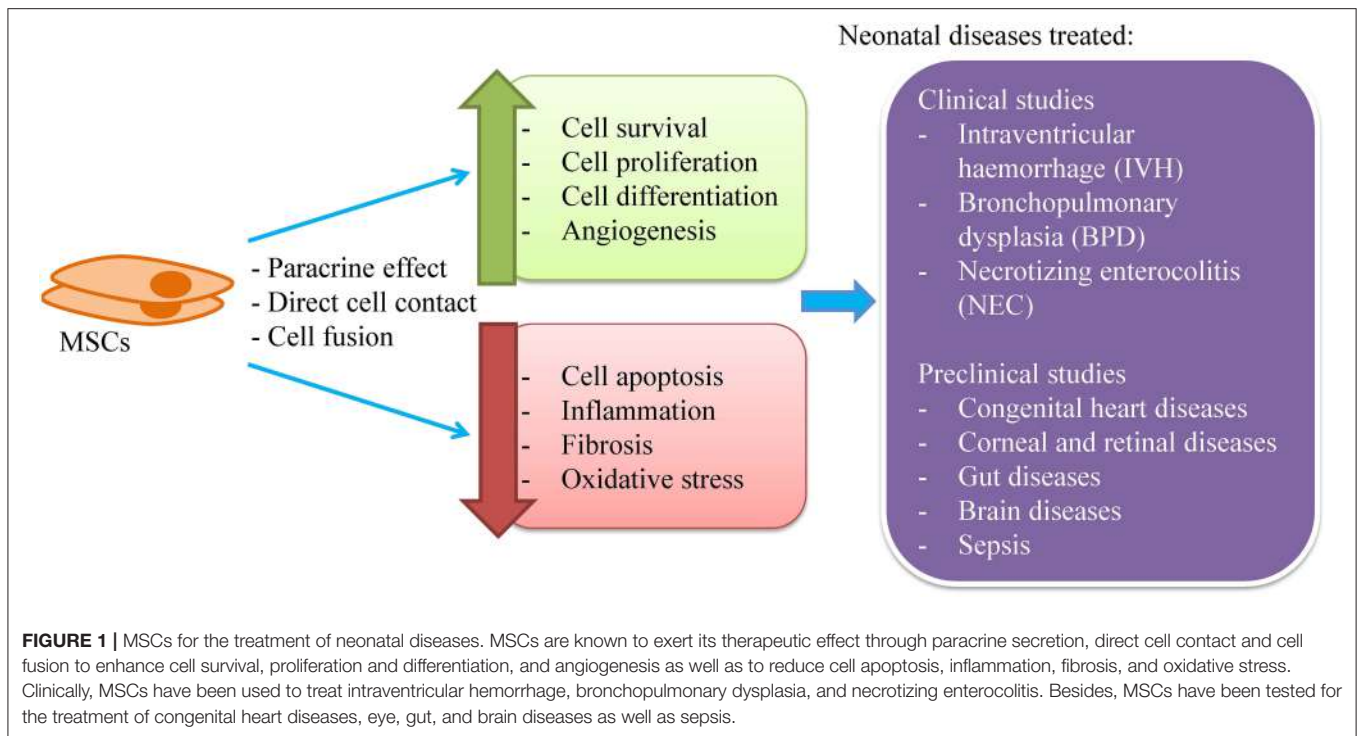 MSCs
- Paracrine effect
- Direct cell contact
- Cell fusion
- Cell survival
- Cell proliferation
- Cell differentiation
- Angiogenesis
- Cell apoptosis
- Inflammation
- Fibrosis
- Oxidative stress
Neonatal diseases treated:
Clinical studies
- Intraventricular
haemorrhage (IVH)
- Bronchopulmonary
dysplasia (BPD)
- Necrotizing enterocolitis
(NEC)
Preclinical studies
- Congenital heart diseases
- Corneal and retinal diseases
- Gut diseases
- Brain diseases
- Sepsis
FIGURE 1 | MSCs for the treatment of neonatal diseases. MSCs are known to exert its therapeutic effect through paracrine secretion, direct cell contact and cell
fusion to enhance cell survival, proliferation and differentiation, and angiogenesis as well as to reduce cell apoptosis, inflammation, fibrosis, and oxidative stress.
Clinically, MSCs have been used to treat intraventricular hemorrhage, bronchopulmonary dysplasia, and necrotizing enterocolitis. Besides, MSCs have been tested for
the treatment of congenital heart diseases, eye, gut, and brain diseases as well as sepsis.